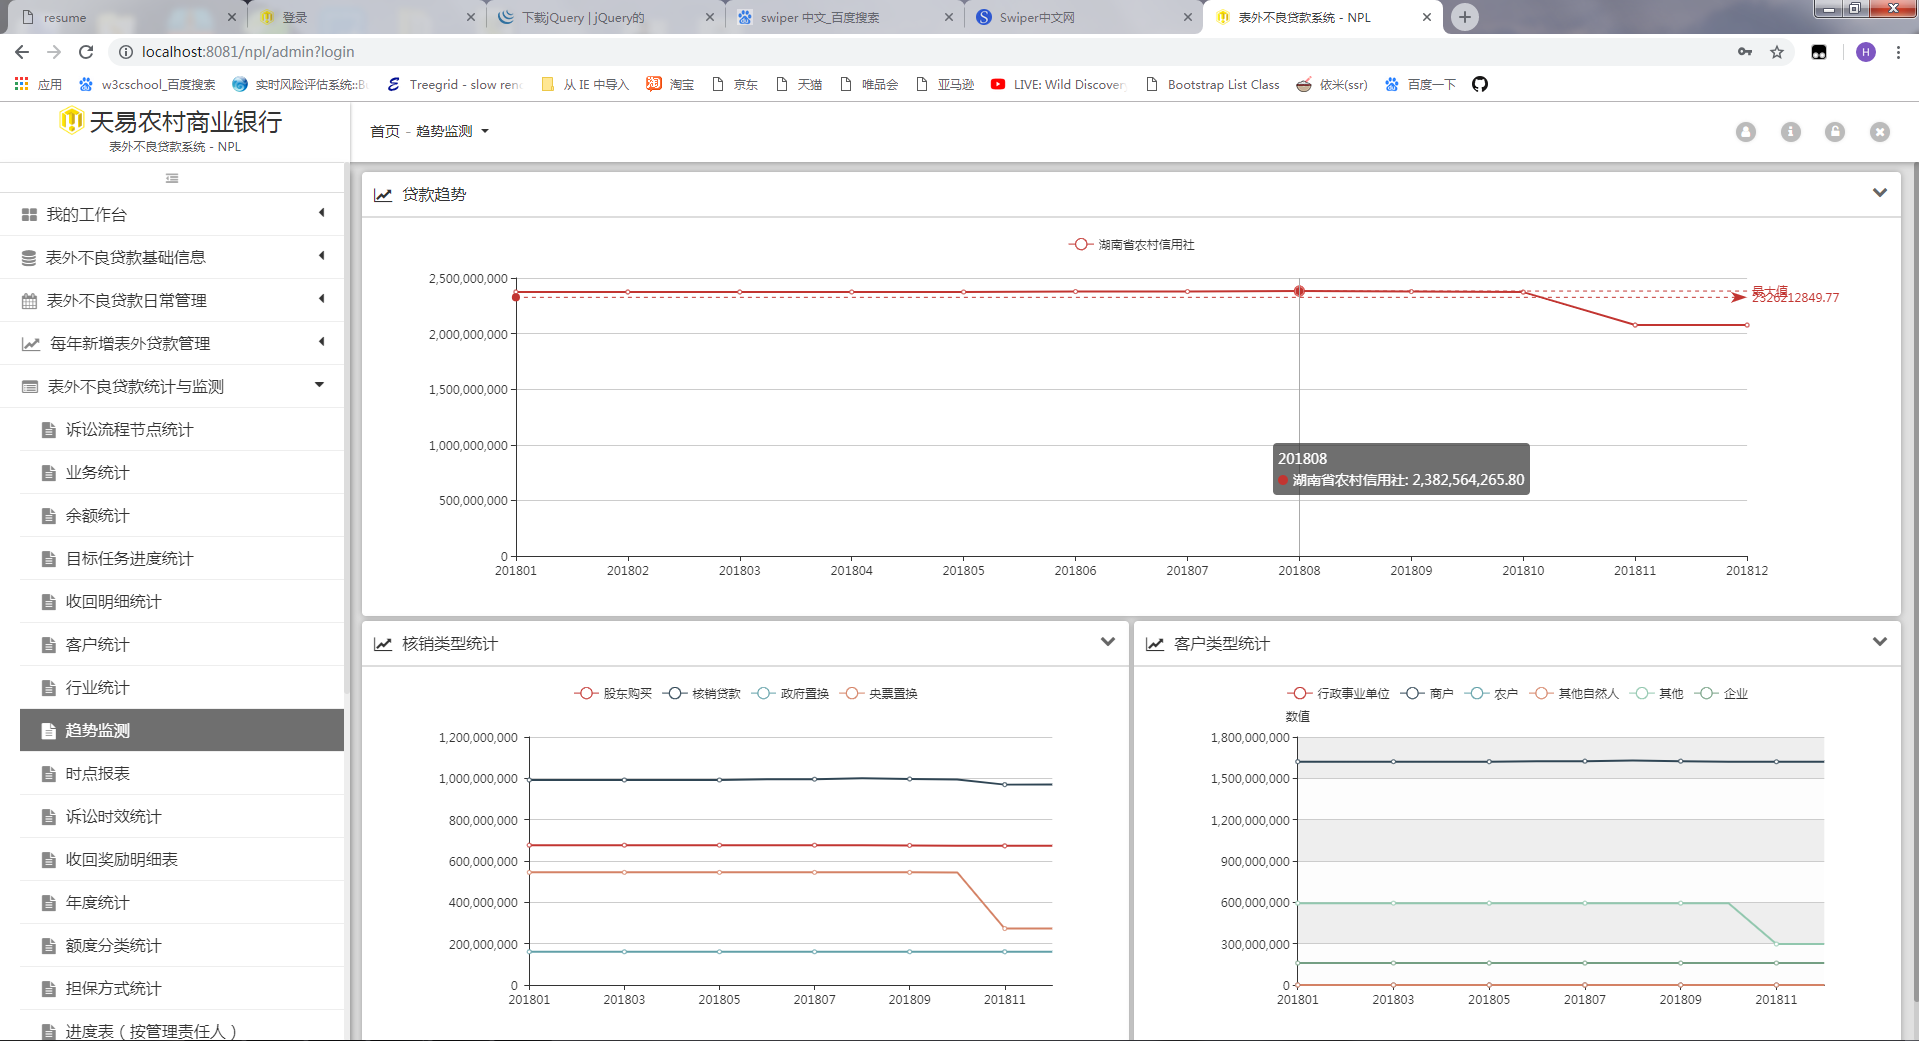 resume
登录
下载jQuery | jQuery的
swiper 中文_百度搜索
Swiper中文网
表外不良贷款系统 - NPL
localhost:8081/npl/admin?login
H
应用
w3cschool_百度搜索
实时风险评估系统::Bo
Treegrid - slow rend
从 IE 中导入
淘宝
京东
天猫
唯品会
亚马逊
LIVE: Wild Discovery
Bootstrap List Class
依米(ssr)
百度一下
天易农村商业银行
表外不良贷款系统 - NPL
首页 - 趋势监测
我的工作台
表外不良贷款基础信息
表外不良贷款日常管理
每年新增表外贷款管理
表外不良贷款统计与监测
诉讼流程节点统计
业务统计
余额统计
目标任务进度统计
收回明细统计
客户统计
行业统计
趋势监测
时点报表
诉讼时效统计
收回奖励明细表
年度统计
额度分类统计
担保方式统计
进度表（按管理责任人）
贷款趋势
湖南省农村信用社
2,500,000,000
2,000,000,000
1,500,000,000
1,000,000,000
500,000,000
0
最大值
2326212849.77
201808
湖南省农村信用社: 2,382,564,265.80
201801 201802 201803 201804 201805 201806 201807 201808 201809 201810 201811 201812
核销类型统计
股东购买 核销贷款 政府置换 央票置换
1,200,000,000
1,000,000,000
800,000,000
600,000,000
400,000,000
200,000,000
0
201801 201803 201805 201807 201809 201811
客户类型统计
行政事业单位 商户 农户 其他自然人 其他 企业
数值
1,800,000,000
1,500,000,000
1,200,000,000
900,000,000
600,000,000
300,000,000
0
201801 201803 201805 201807 201809 201811